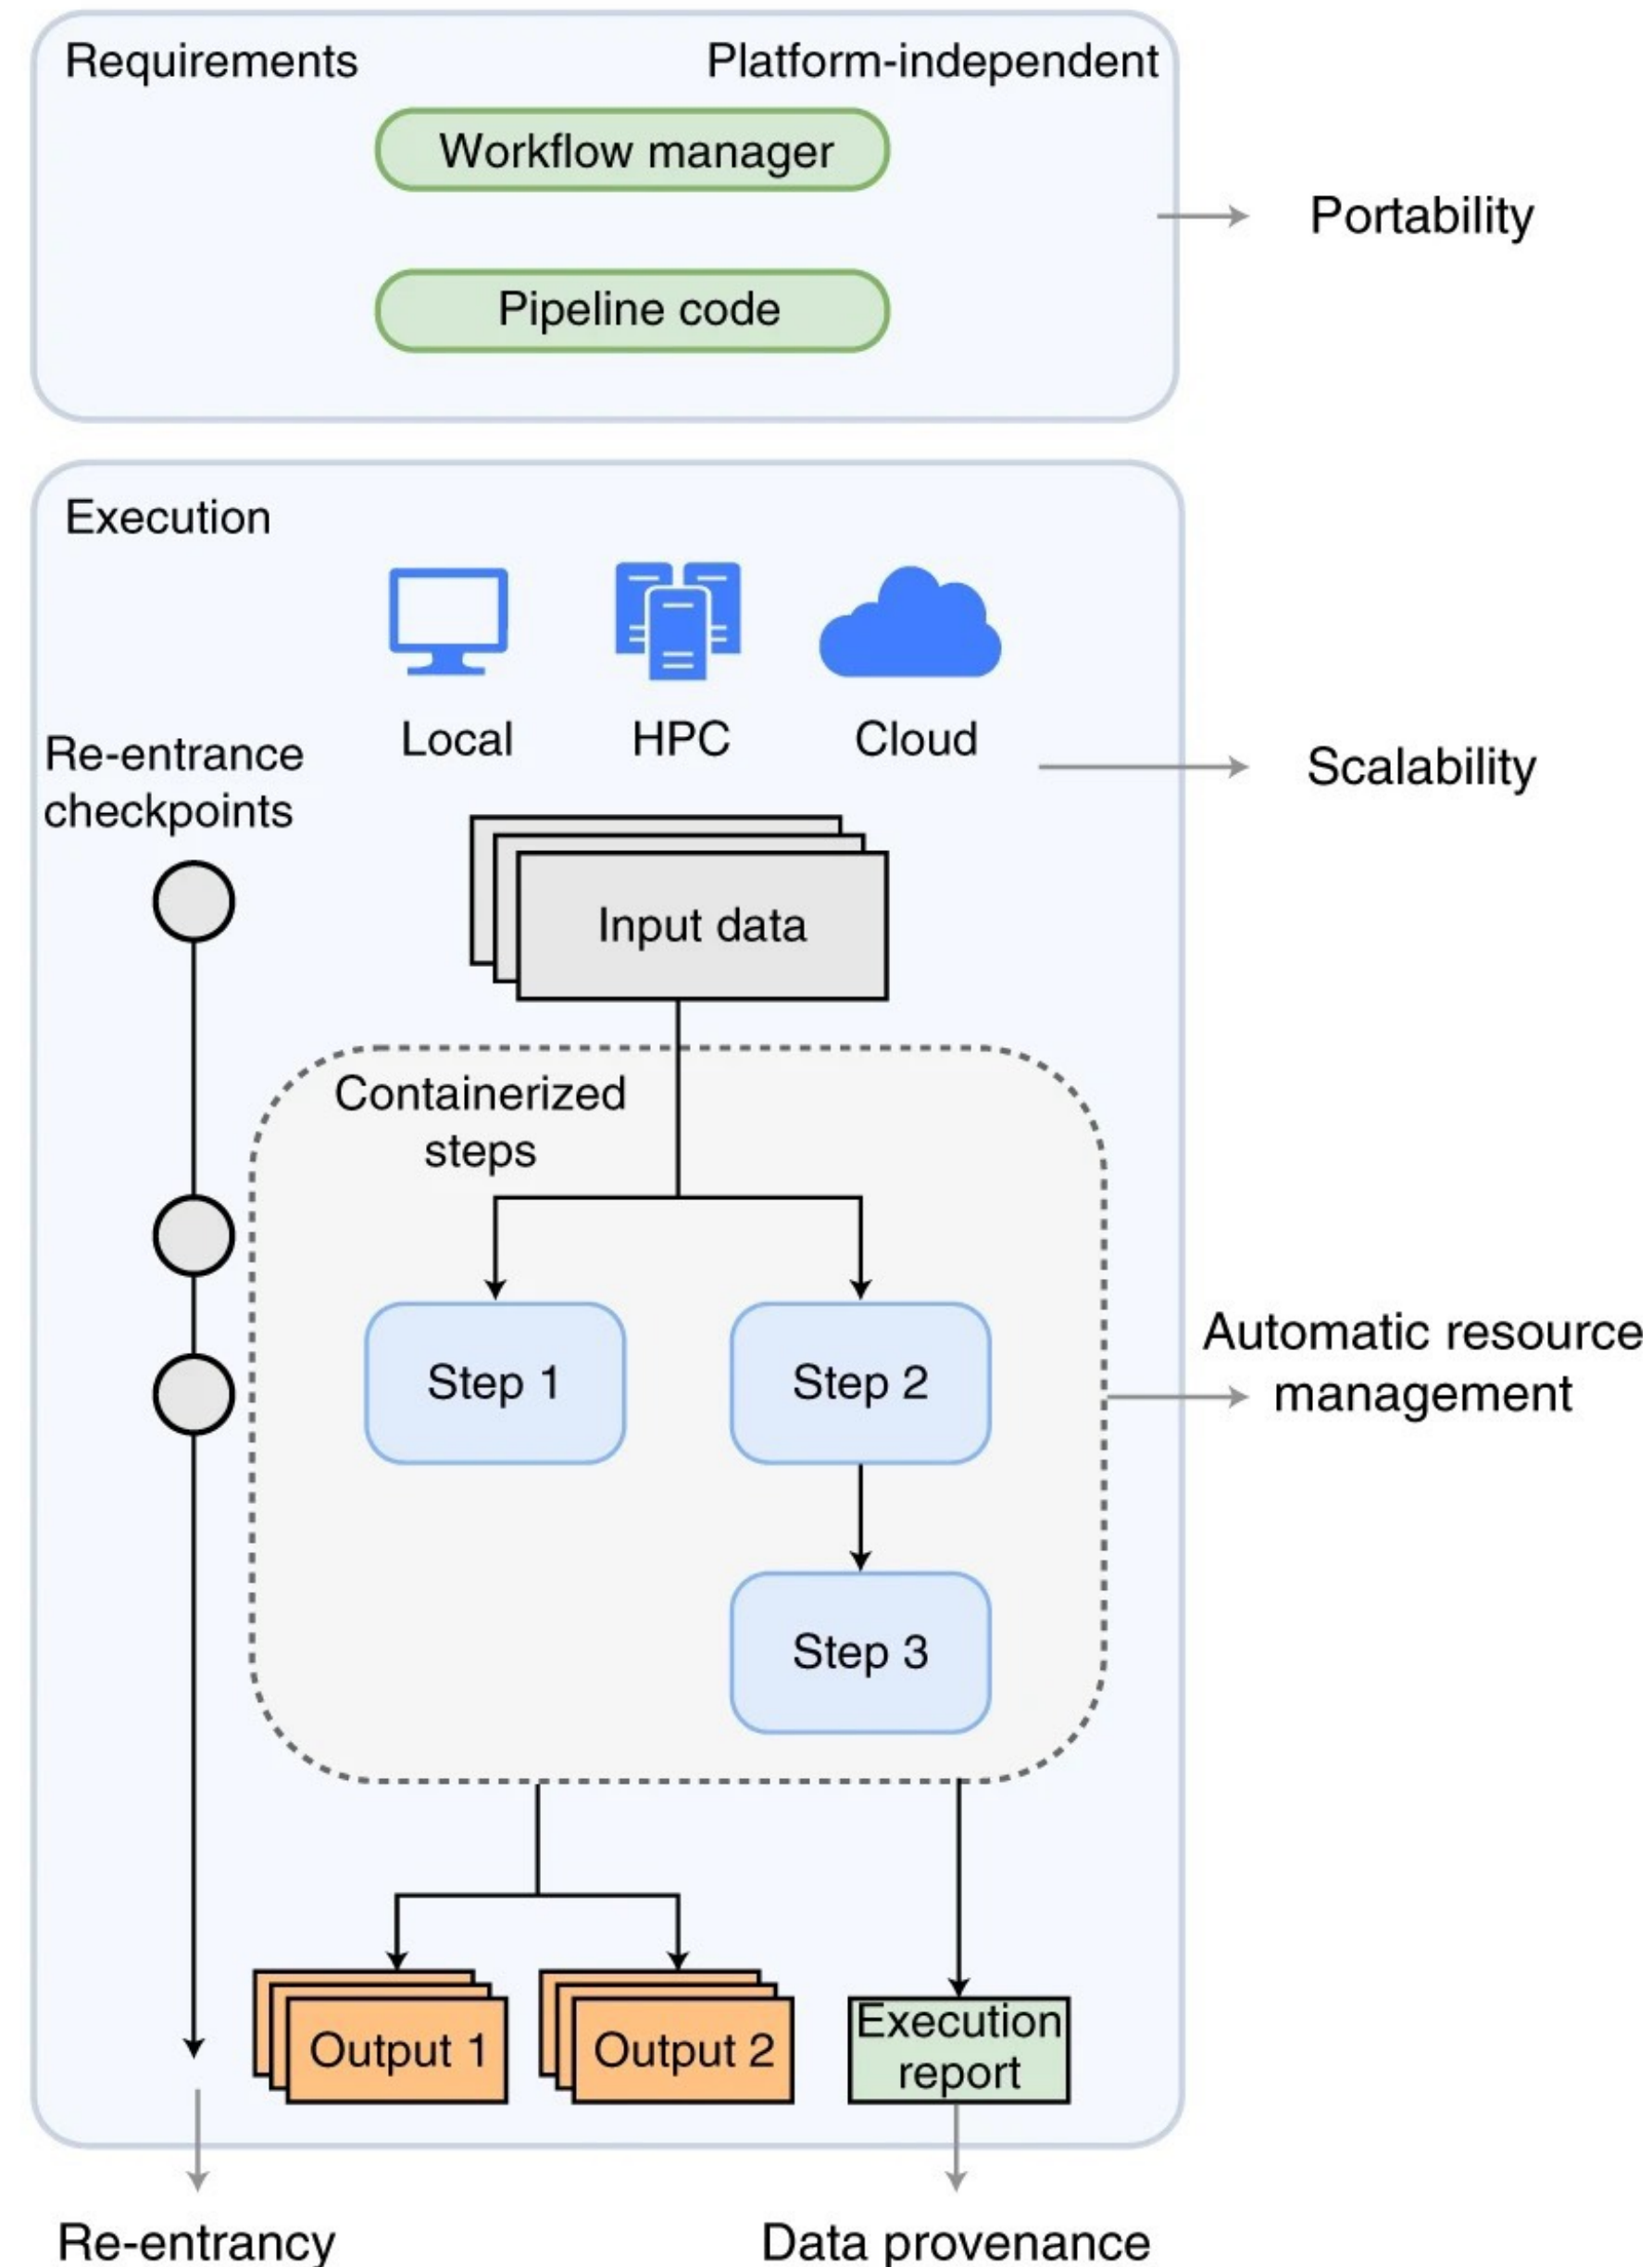 Requirements
Platform-independent
Workflow manager
Portability
Pipeline code
Execution
Local
HPC
Cloud
Scalability
Re-entrance
checkpoints
Input data
Containerized
steps
Step 1
Step 2
Automatic resource
management
Step 3
Output 1
Output 2
Execution
report
Re-entrancy
Data provenance